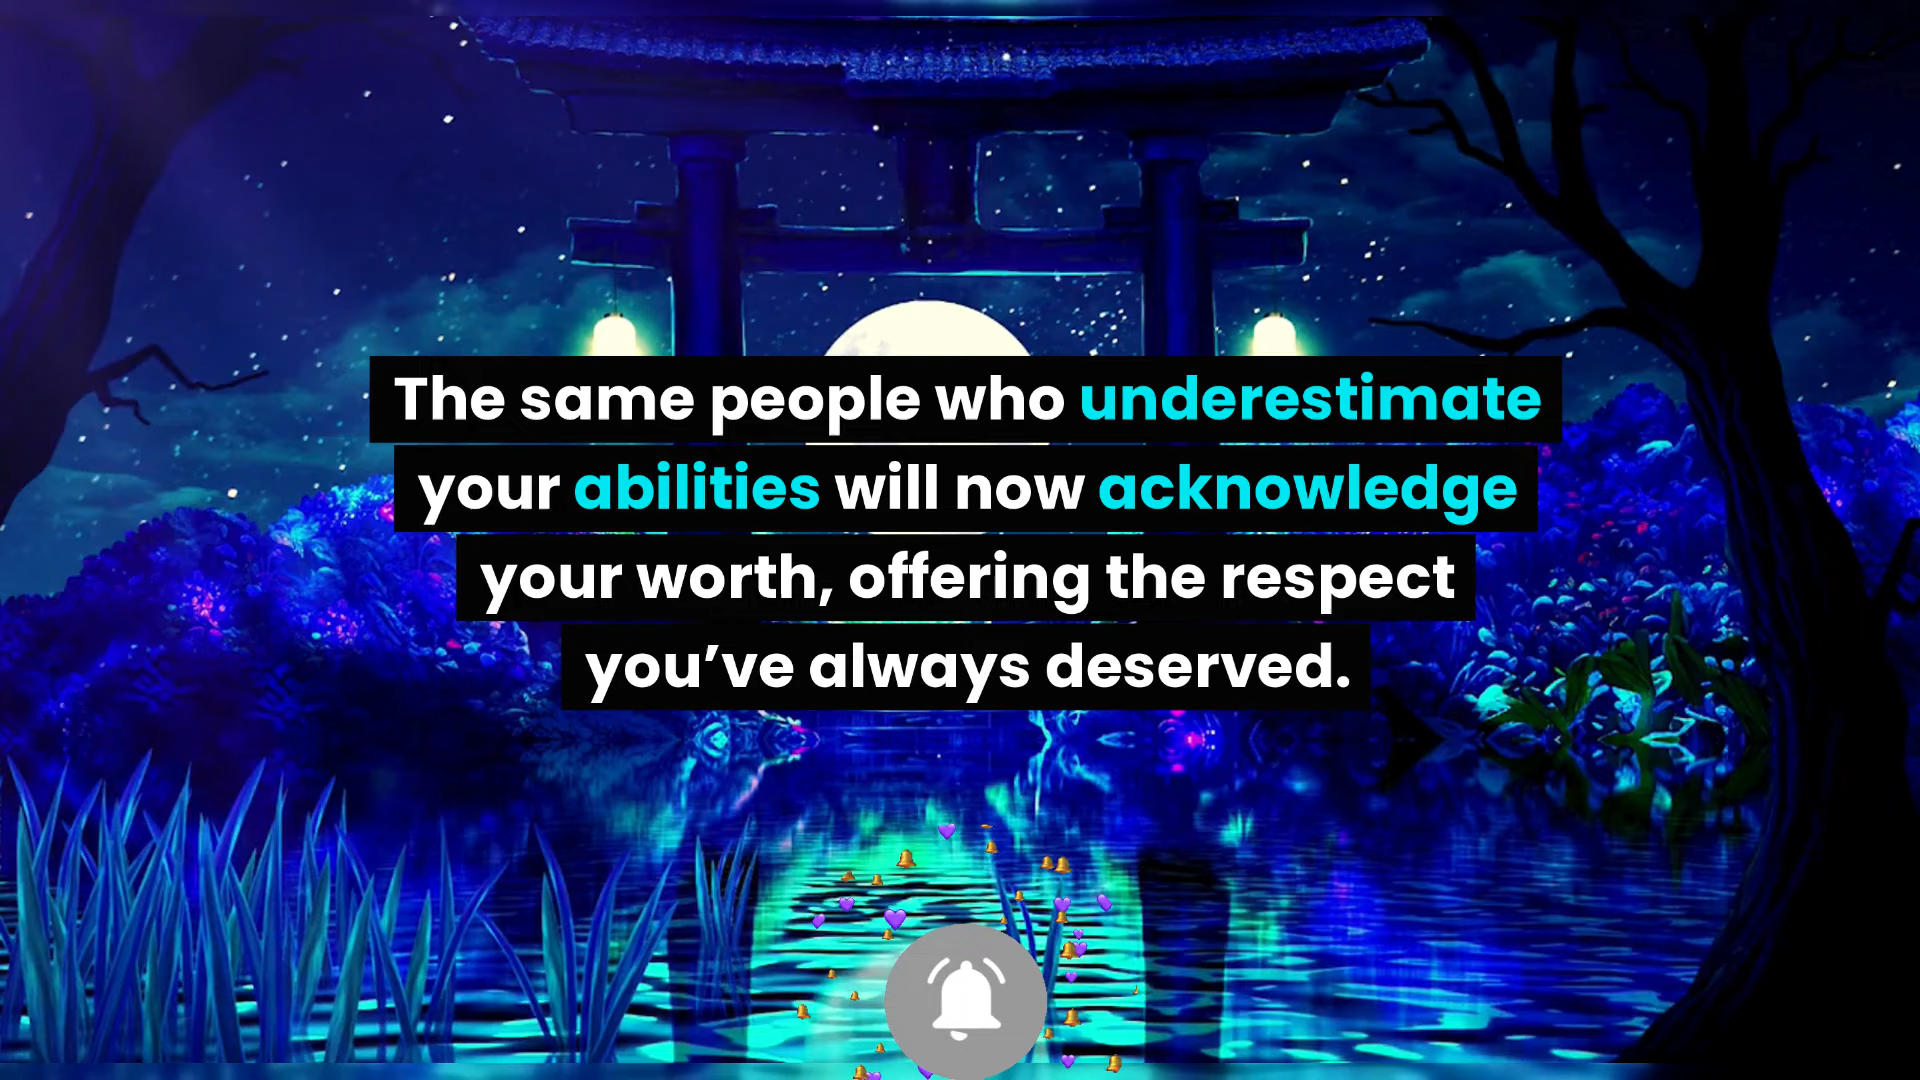 The same people who underestimate
your abilities will now acknowledge
your worth, offering the respect
you’ve always deserved.